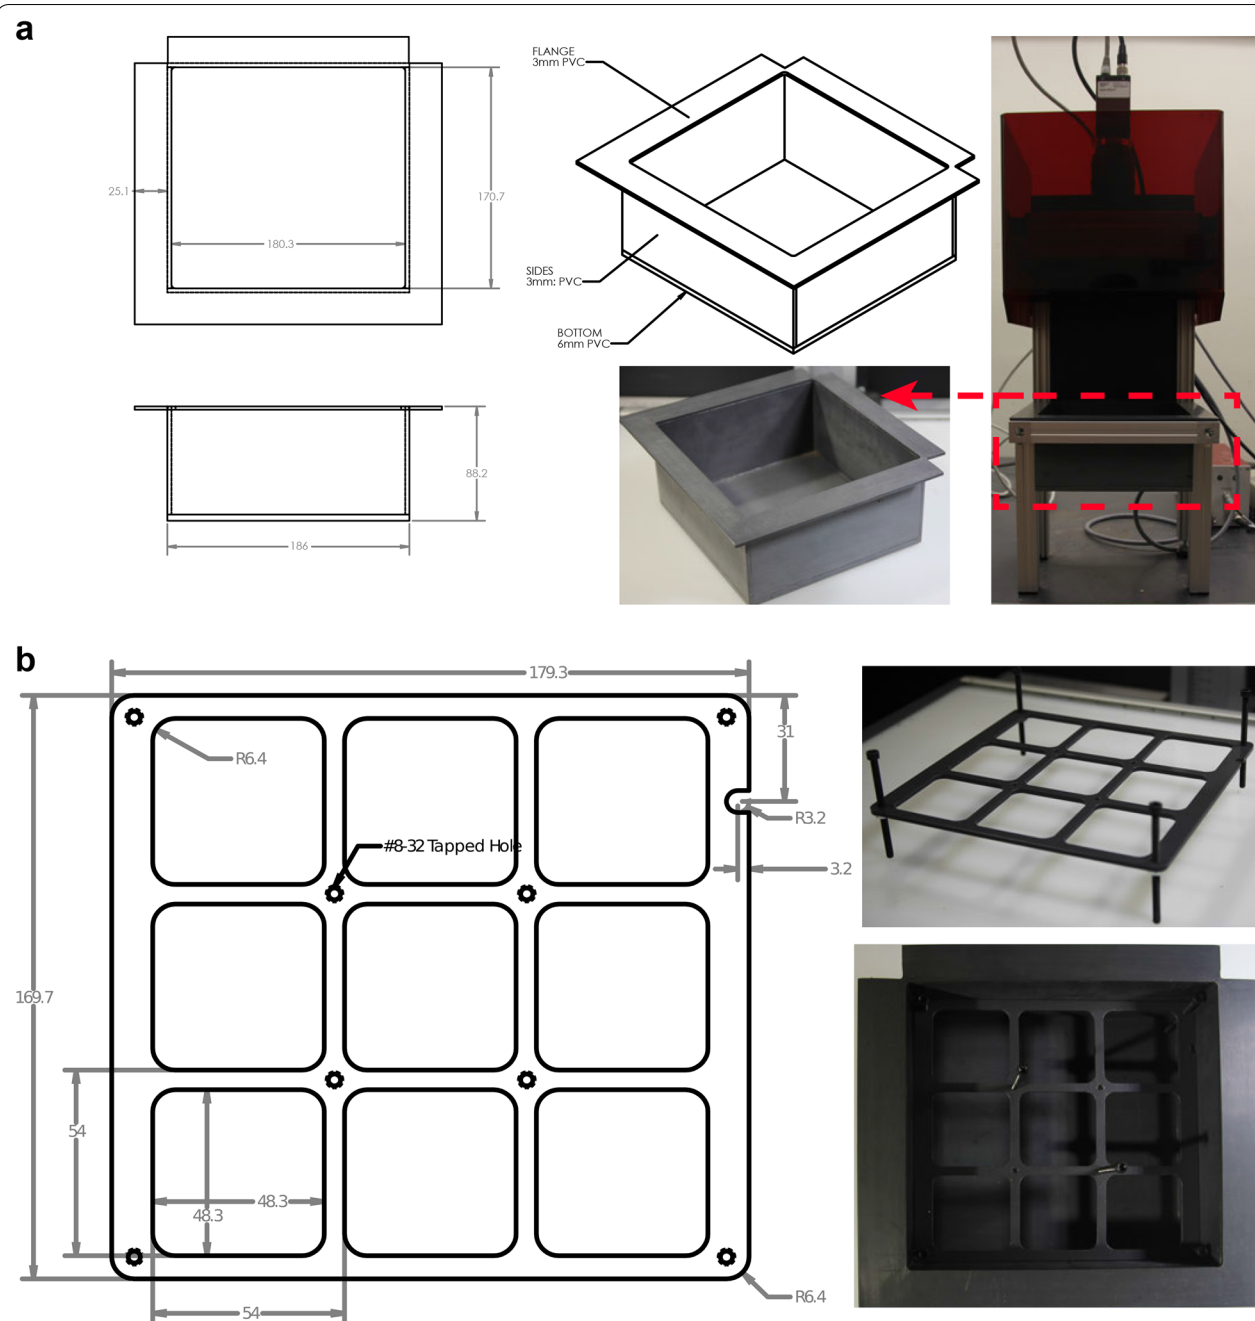 a
FLANGE
3mm PVC
25.1
180.3
170.7
SIDES
3mm: PVC
BOTTOM
6mm PVC
88.2
186
b
179.3
31
R6.4
R3.2
#8-32 Tapped Hole
3.2
169.7
54
48.3
48.3
54
R6.4